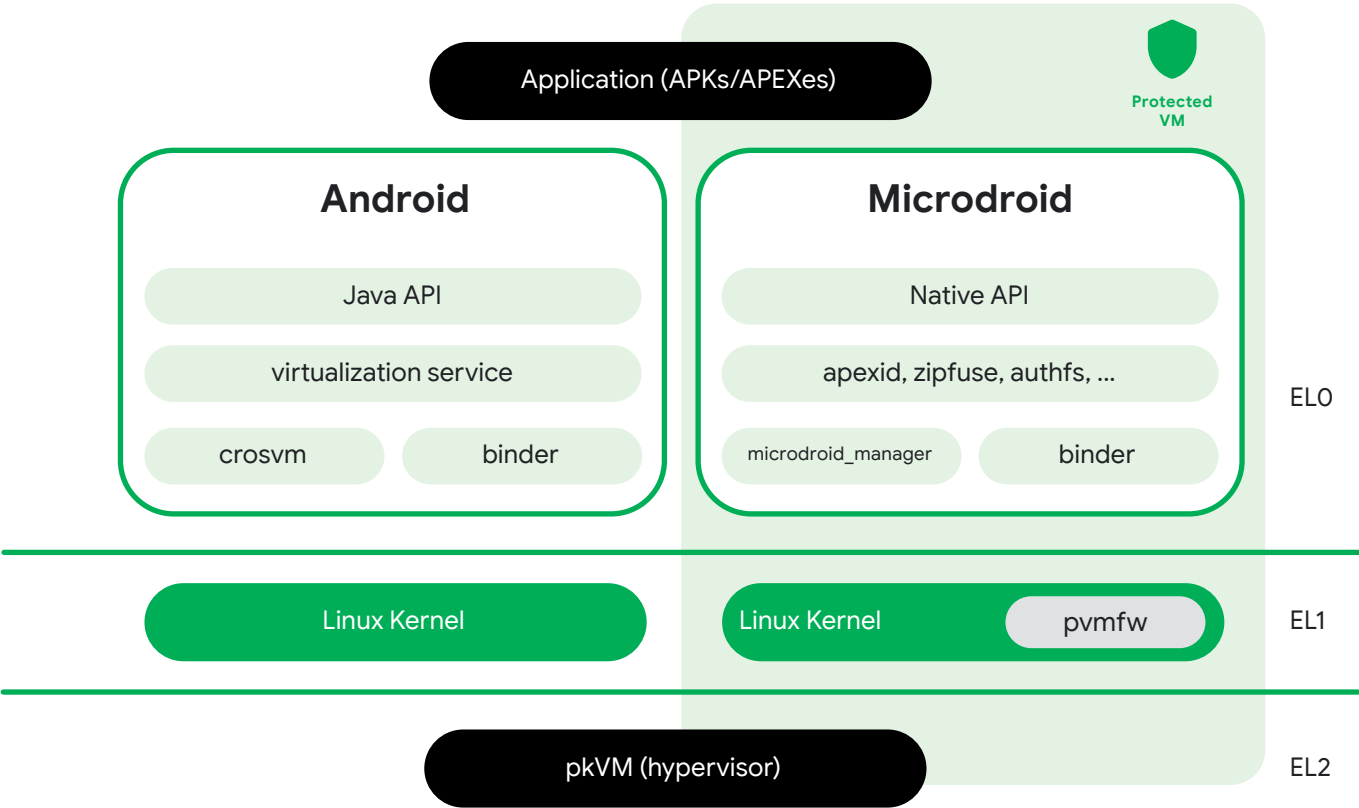 Application (APKs/APEXes)
Protected
VM
Android
Microdroid
Java API
Native API
virtualization service
apexid, zipfuse, authfs, ...
EL0
crosvm
binder
microdroid_manager
binder
Linux Kernel
Linux Kernel
pvmfw
EL1
pkVM (hypervisor)
EL2